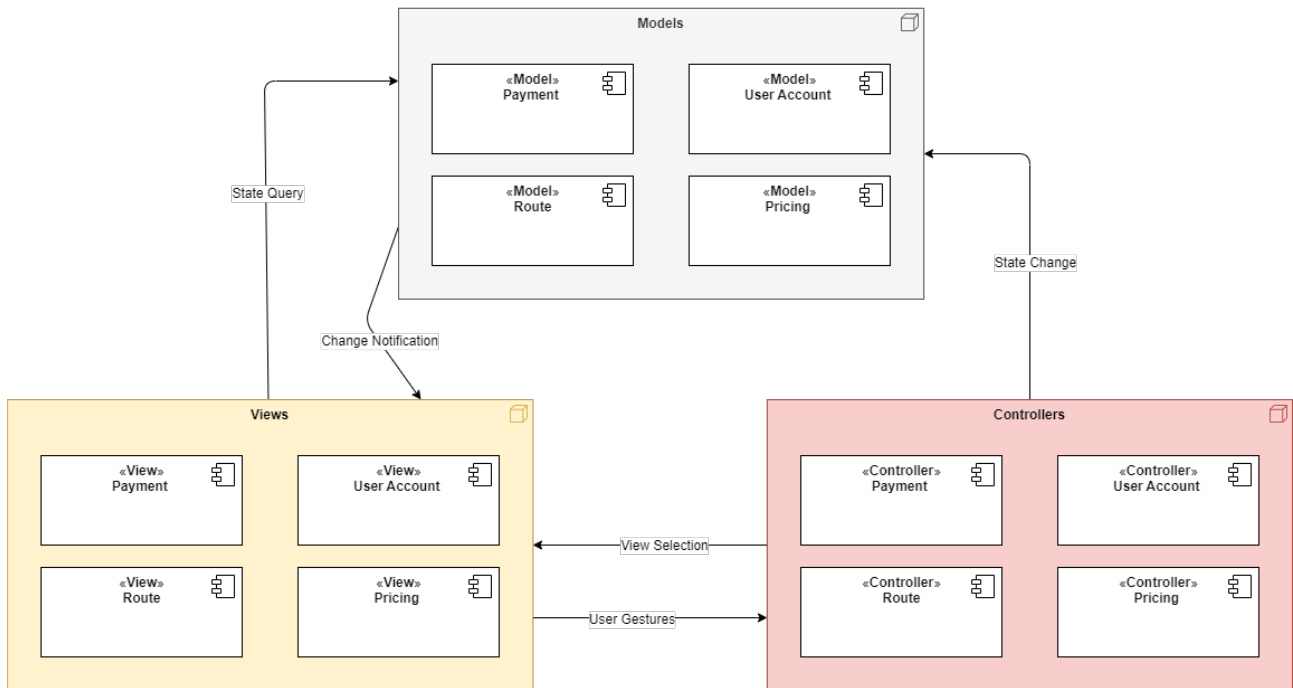 Models
«Model»
Payment
«Model»
User Account
«Model»
Route
«Model»
Pricing
State Query
State Change
Change Notification
Views
«View»
Payment
«View»
User Account
«View»
Route
«View»
Pricing
View Selection
User Gestures
Controllers
«Controller»
Payment
«Controller»
User Account
«Controller»
Route
«Controller»
Pricing